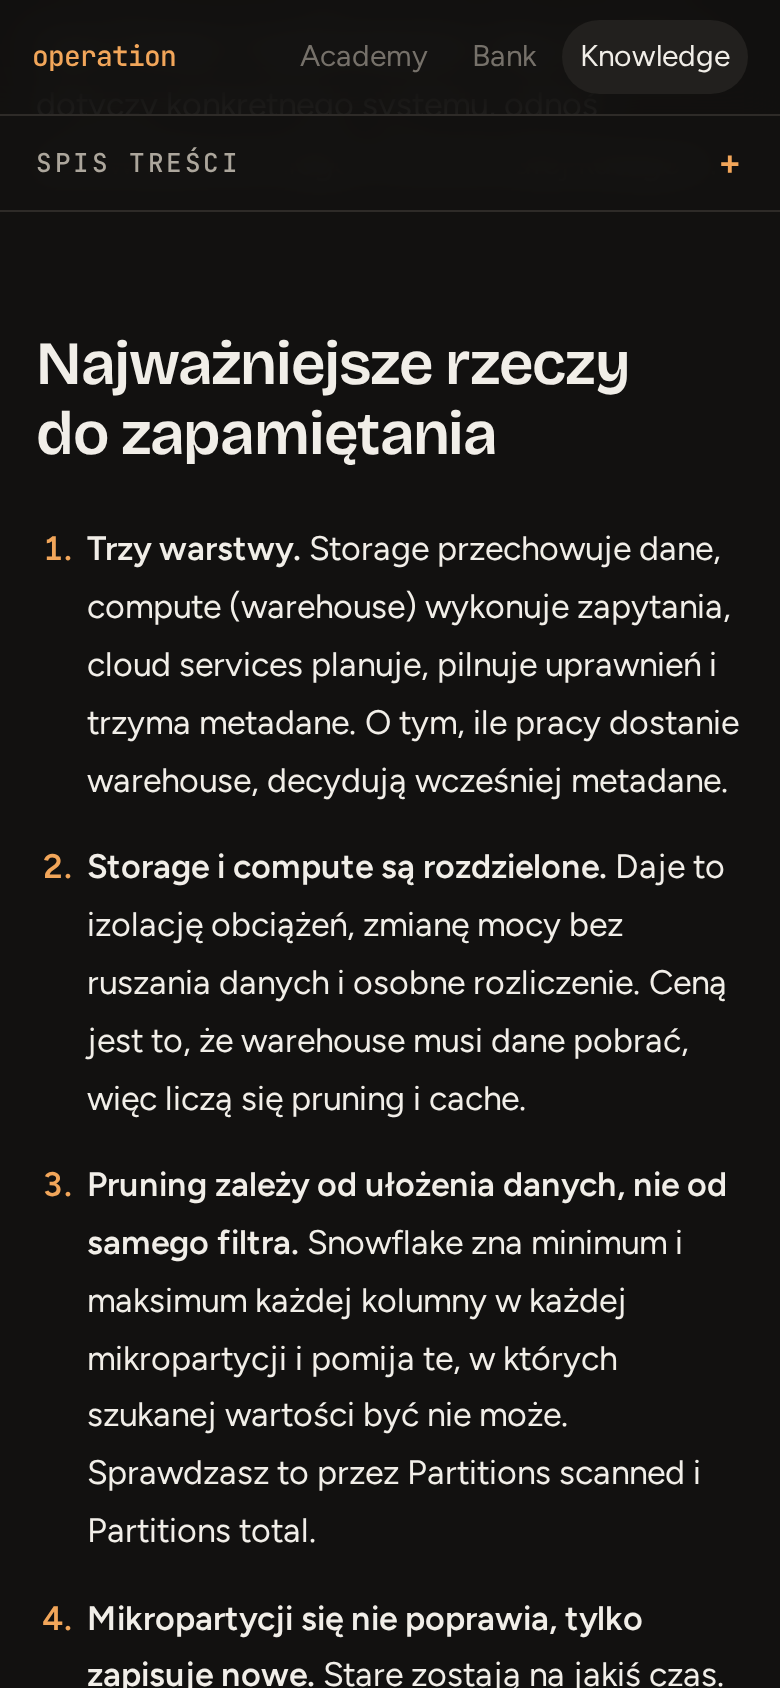 operation
Academy
Bank
Knowledge
dotyczy konkretnego systemu, odnoś
SPIS TREŚCI
+
Najważniejsze rzeczy
do zapamiętania
1. Trzy warstwy. Storage przechowuje dane,
compute (warehouse) wykonuje zapytania,
cloud services planuje, pilnuje uprawnień i
trzyma metadane. O tym, ile pracy dostanie
warehouse, decydują wcześniej metadane.
2. Storage i compute są rozdzielone. Daje to
izolację obciążeń, zmianę mocy bez
ruszania danych i osobne rozliczenie. Ceną
jest to, że warehouse musi dane pobrać,
więc liczą się pruning i cache.
3. Pruning zależy od ułożenia danych, nie od
samego filtra. Snowflake zna minimum i
maksimum każdej kolumny w każdej
mikropartycji i pomija te, w których
szukanej wartości być nie może.
Sprawdzasz to przez Partitions scanned i
Partitions total.
4. Mikropartycji się nie poprawia, tylko
zapisuje nowe. Stare zostają na jakiś czas.